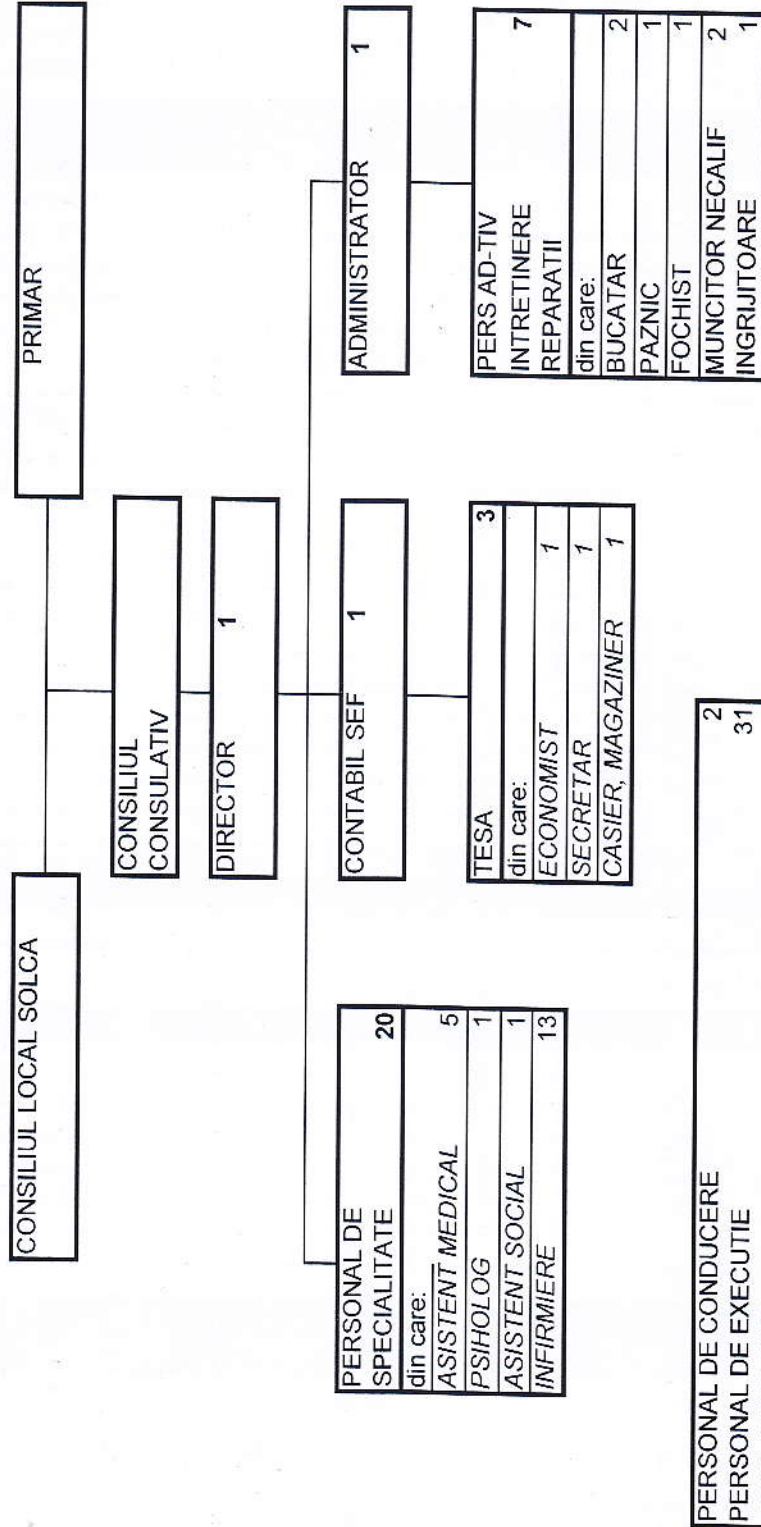 CONSILIUL LOCAL SOLCA
PRIMAR
CONSILIUL
CONSULATIV
DIRECTOR 1
PERSONAL DE
SPECIALITATE 20
din care:
ASISTENT MEDICAL 5
PSIHOLOG 1
ASISTENT SOCIAL 1
INFIRMIERE 13
CONTABIL SEF 1
TESA 3
din care:
ECONOMIST 1
SECRETAR 1
CASIER, MAGAZINER 1
ADMINISTRATOR 1
PERS AD-TIV
INTRETINERE
REPARATII 7
din care:
BUCATAR 2
PAZNIC 1
FOCHIST 1
MUNCITOR NECALIF 2
INGRIJITOARE 1
PERSONAL DE CONDUCERE 2
PERSONAL DE EXECUTIE 31